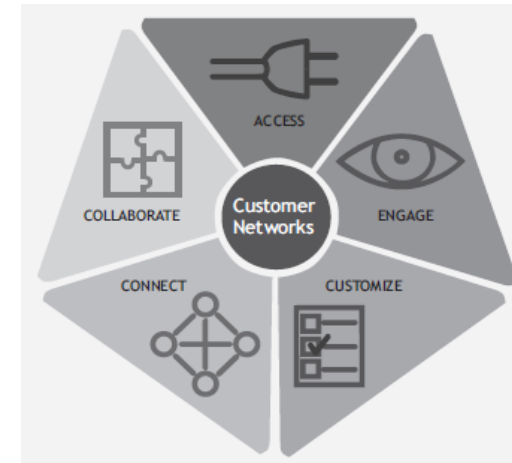 ACCESS
COLLABORATE
Customer
Networks
ENGAGE
CONNECT
CUSTOMIZE